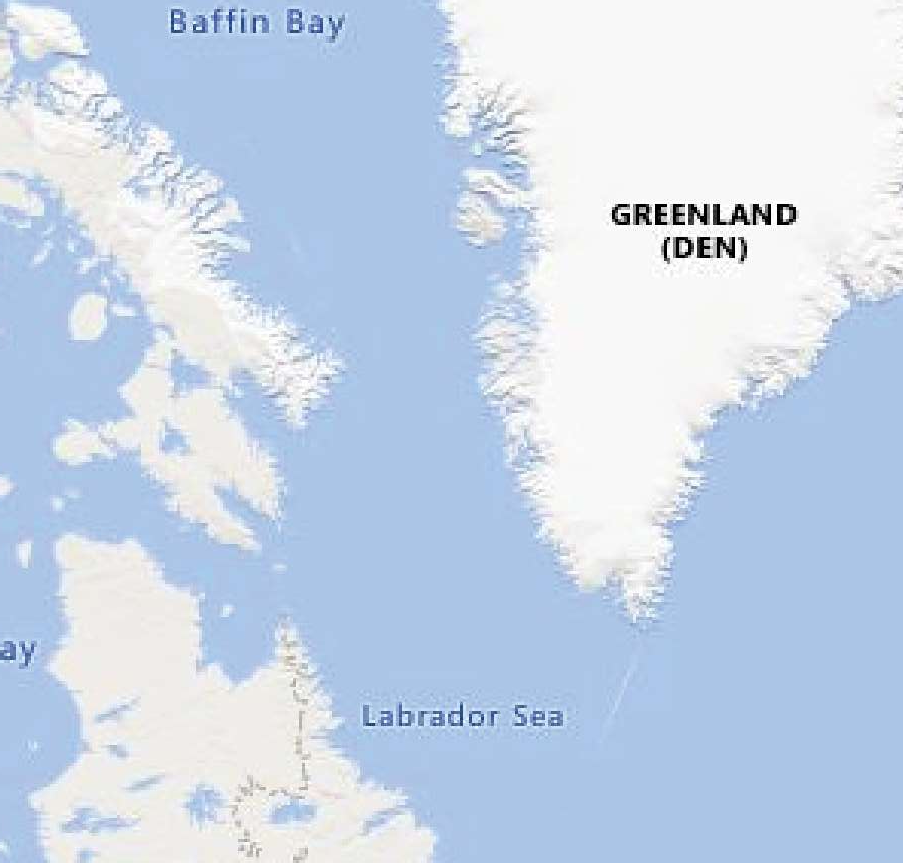 Baffin Bay
GREENLAND
(DEN)
ay
Labrador Sea